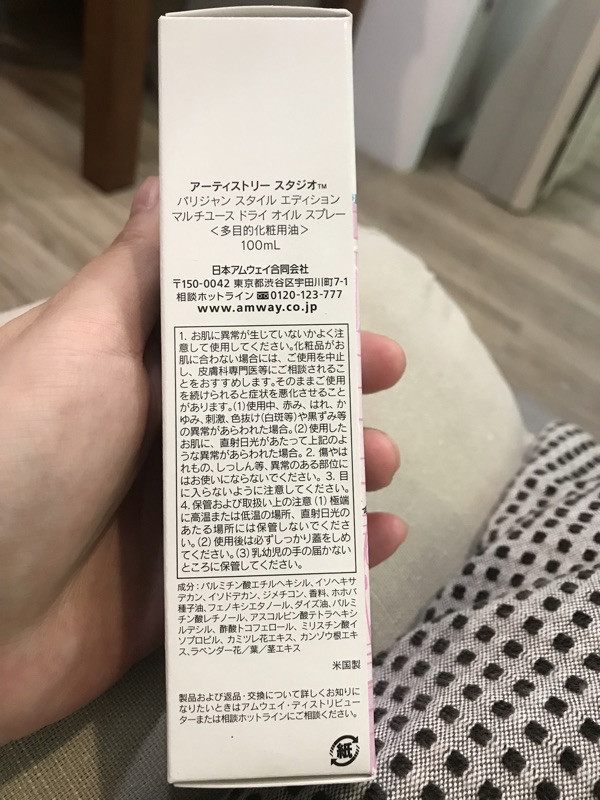 アーティストリー スタジオ™
パリジャン スタイル エディション
マルチユース ドライ オイル スプレー
＜多目的化粧用油＞
100mL
日本アムウェイ合同会社
〒150-0042 東京都渋谷区宇田川町7-1
相談ホットライン 0120-123-777
www.amway.co.jp
1. お肌に異常が生じていないかよく注
意して使用してください。化粧品がお
肌に合わない場合には、ご使用を中止
し、皮膚科専門医等にご相談されるこ
とをおすすめします。そのままご使用
を続けられると症状を悪化させること
があります。(1)使用中、赤み、はれ、か
ゆみ、刺激、色抜け(白斑等)や黒ずみ等
の異常があらわれた場合。(2)使用した
お肌に、直射日光があたって上記のよ
うな異常があらわれた場合。2. 傷やは
れもの、しっしん等、異常のある部位に
はお使いにならないでください。3. 目
に入らないように注意してください。
4. 保管および取扱い上の注意 (1) 極端
に高温または低温の場所、直射日光の
あたる場所には保管しないでくださ
い。(2) 使用後は必ずしっかり蓋をしめ
てください。(3)乳幼児の手の届かない
ところに保管してください。
成分：パルミチン酸エチルヘキシル、イソヘキサ
デカン、イソドデカン、ジメチコン、香料、ホホバ
種子油、フェノキシエタノール、ダイズ油、パルミ
チン酸レチノール、アスコルビン酸テトラヘキシ
ルデシル、酢酸トコフェロール、ミリスチン酸イ
ソプロピル、カミツレ花エキス、カンゾウ根エキ
ス、ラベンダー花／葉／茎エキス
米国製
製品および返品・交換について詳しくお知りに
なりたいときはアムウェイ・ディストリビュー
ターまたは相談ホットラインにご相談ください。
紙